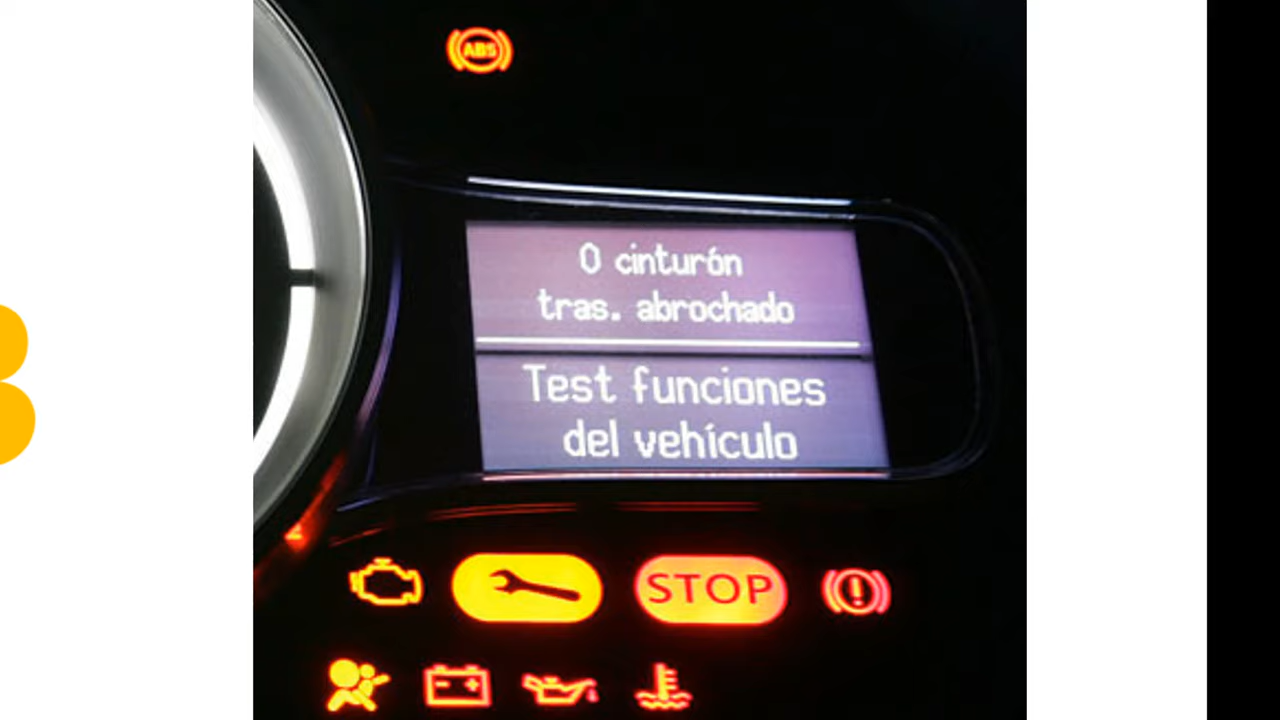 ABS
0 cinturón
tras. abrochado
Test funciones
del vehículo
STOP